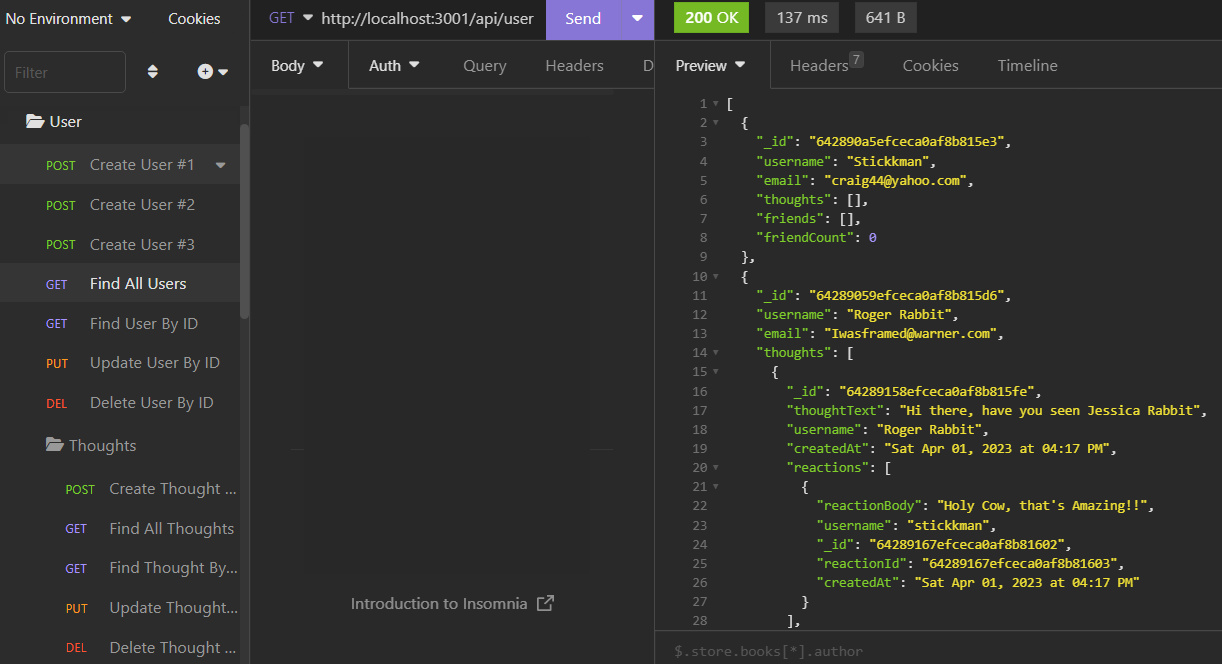 No Environment Cookies
Filter
User
POST Create User #1
POST Create User #2
POST Create User #3
GET Find All Users
GET Find User By ID
PUT Update User By ID
DEL Delete User By ID
Thoughts
POST Create Thought ...
GET Find All Thoughts
GET Find Thought By...
PUT Update Thought...
DEL Delete Thought ...
GET http://localhost:3001/api/user Send
Body Auth Query Headers D
Introduction to Insomnia
200 OK 137 ms 641 B
Preview Headers 7 Cookies Timeline
1 [
2 {
3 "_id": "642890a5efceca0af8b815e3",
4 "username": "Stickkman",
5 "email": "craig44@yahoo.com",
6 "thoughts": [],
7 "friends": [],
8 "friendCount": 0
9 },
10 {
11 "_id": "64289059efceca0af8b815d6",
12 "username": "Roger Rabbit",
13 "email": "Iwasframed@warner.com",
14 "thoughts": [
15 {
16 "_id": "64289158efceca0af8b815fe",
17 "thoughtText": "Hi there, have you seen Jessica Rabbit",
18 "username": "Roger Rabbit",
19 "createdAt": "Sat Apr 01, 2023 at 04:17 PM",
20 "reactions": [
21 {
22 "reactionBody": "Holy Cow, that's Amazing!!",
23 "username": "stickkman",
24 "_id": "64289167efceca0af8b81602",
25 "reactionId": "64289167efceca0af8b81603",
26 "createdAt": "Sat Apr 01, 2023 at 04:17 PM"
27 }
28 ],
$.store.books[*].author